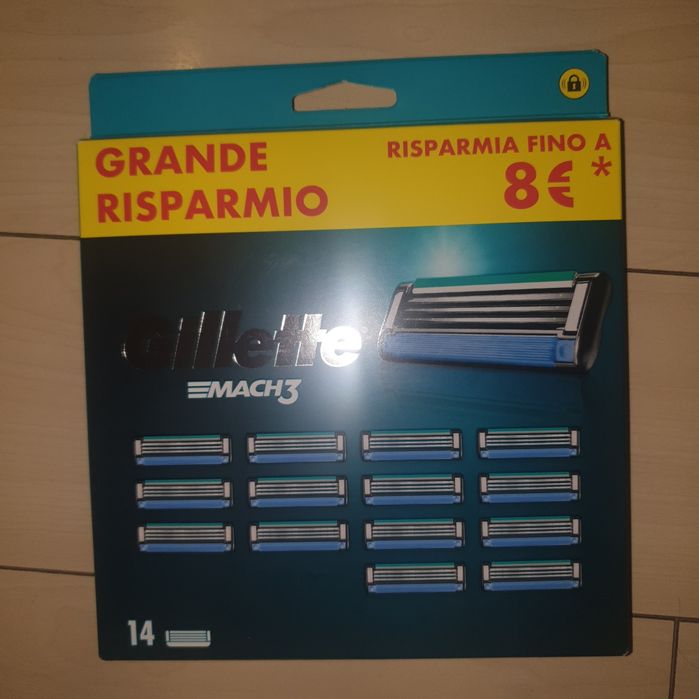 GRANDE
RISPARMIO
RISPARMIA FINO A
8€ *
Gillette
MACH3
14